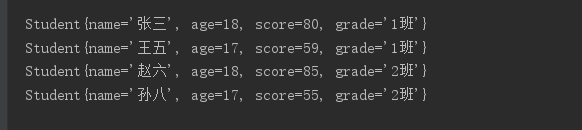 Student{name='张三', age=18, score=80, grade='1班'}
Student{name='王五', age=17, score=59, grade='1班'}
Student{name='赵六', age=18, score=85, grade='2班'}
Student{name='孙八', age=17, score=55, grade='2班'}